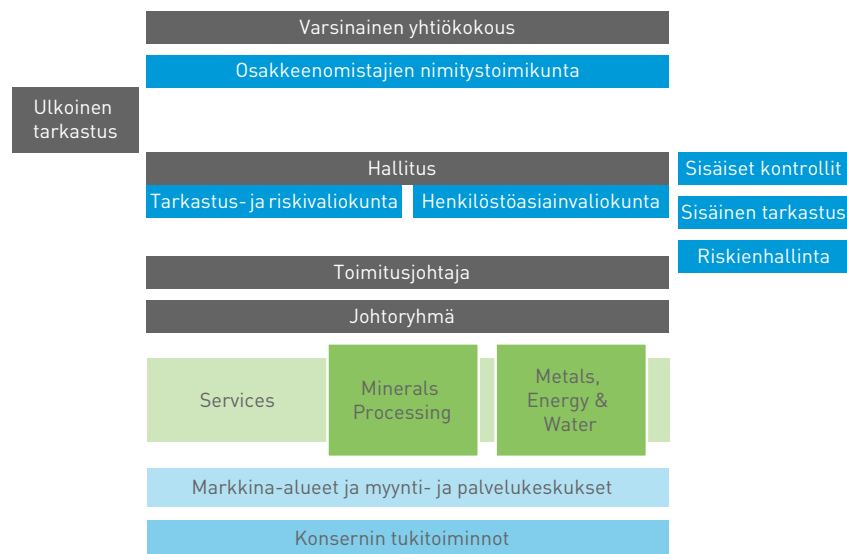 Varsinainen yhtiökokous
Osakkeenomistajien nimitystoimikunta
Ulkoinen
tarkastus
Hallitus
Sisäiset kontrollit
Tarkastus- ja riskivaliokunta
Henkilöstöasiainvaliokunta
Sisäinen tarkastus
Riskienhallinta
Toimitusjohtaja
Johtoryhmä
Services
Minerals
Processing
Metals,
Energy &
Water
Markkina-alueet ja myynti- ja palvelukeskukset
Konsernin tukitoiminnot